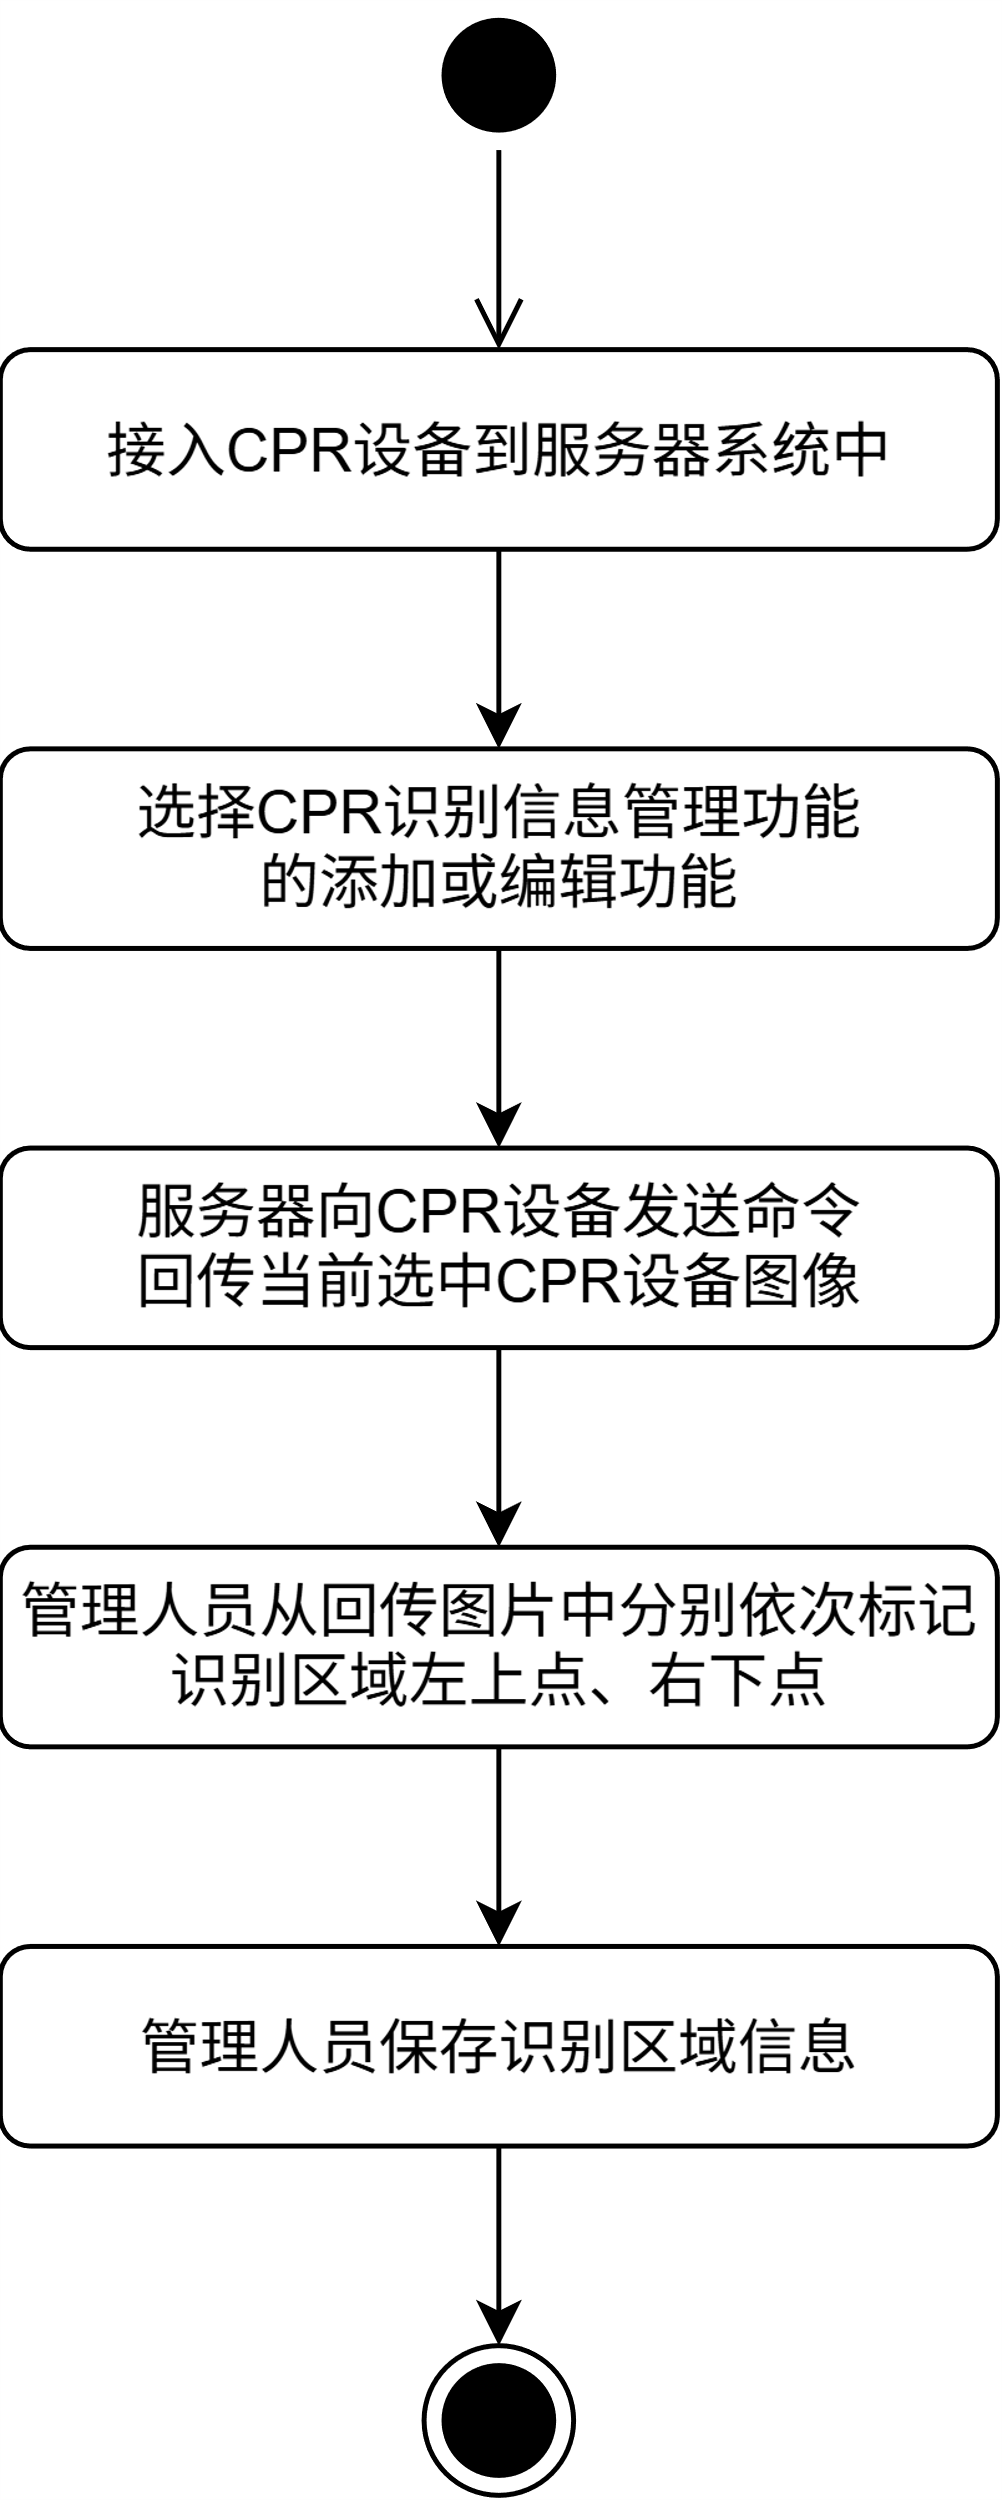 接入CPR设备到服务器系统中
选择CPR识别信息管理功能
的添加或编辑功能
服务器向CPR设备发送命令
回传当前选中CPR设备图像
管理人员从回传图片中分别依次标记
识别区域左上点、右下点
管理人员保存识别区域信息